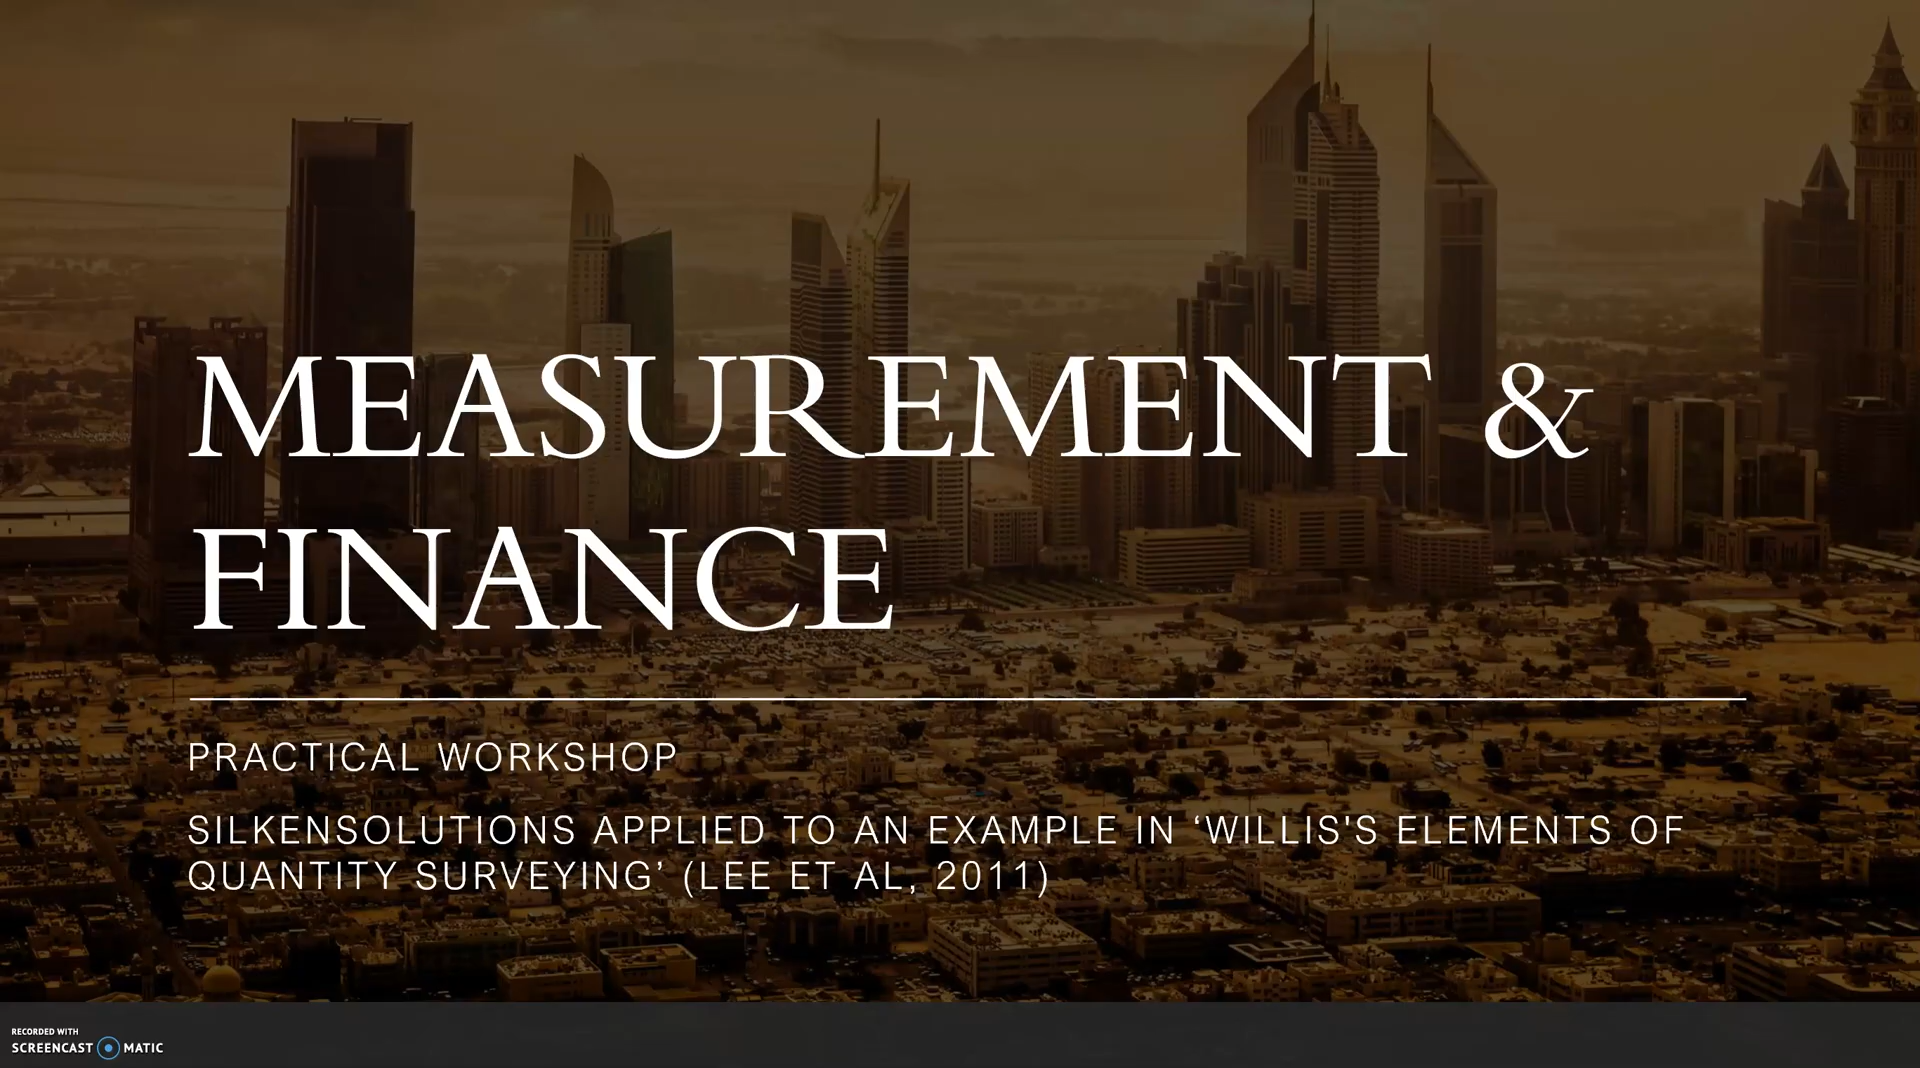 MEASUREMENT &
FINANCE
PRACTICAL WORKSHOP
SILKENSOLUTIONS APPLIED TO AN EXAMPLE IN ‘WILLIS'S ELEMENTS OF
QUANTITY SURVEYING’ (LEE ET AL, 2011)
RECORDED WITH
SCREENCAST MATIC